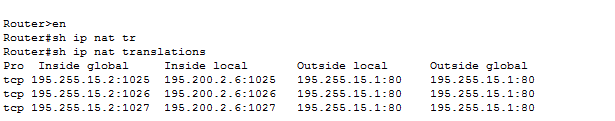 Router>en
Router#sh ip nat tr
Router#sh ip nat translations
Pro  Inside global     Inside local       Outside local      Outside global
tcp 195.255.15.2:1025  195.200.2.6:1025   195.255.15.1:80    195.255.15.1:80
tcp 195.255.15.2:1026  195.200.2.6:1026   195.255.15.1:80    195.255.15.1:80
tcp 195.255.15.2:1027  195.200.2.6:1027   195.255.15.1:80    195.255.15.1:80